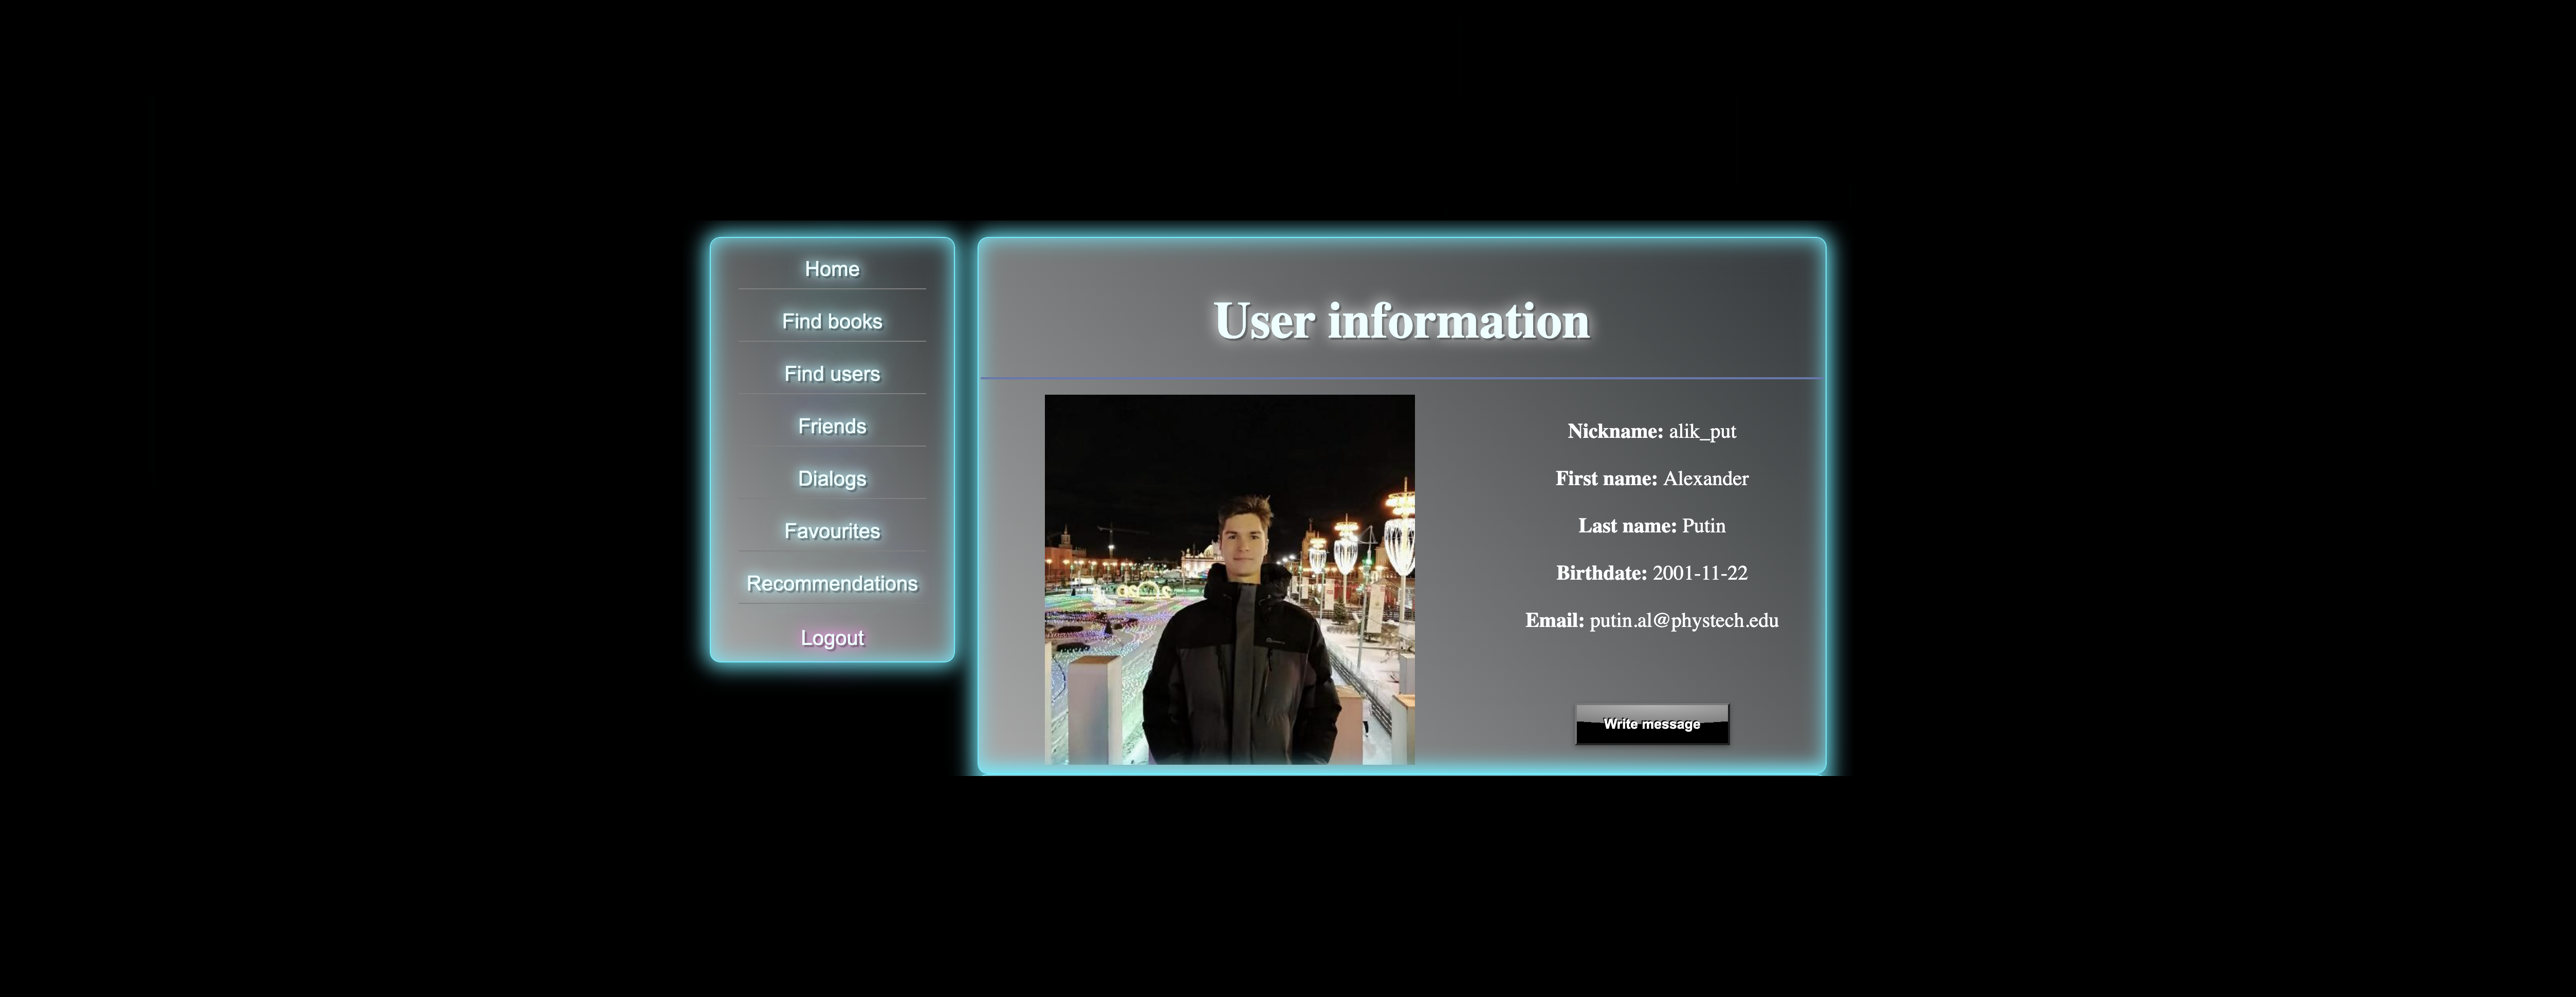 Home
Find books
Find users
Friends
Dialogs
Favourites
Recommendations
Logout
User information
Nickname: alik_put
First name: Alexander
Last name: Putin
Birthdate: 2001-11-22
Email: putin.al@phystech.edu
Write message